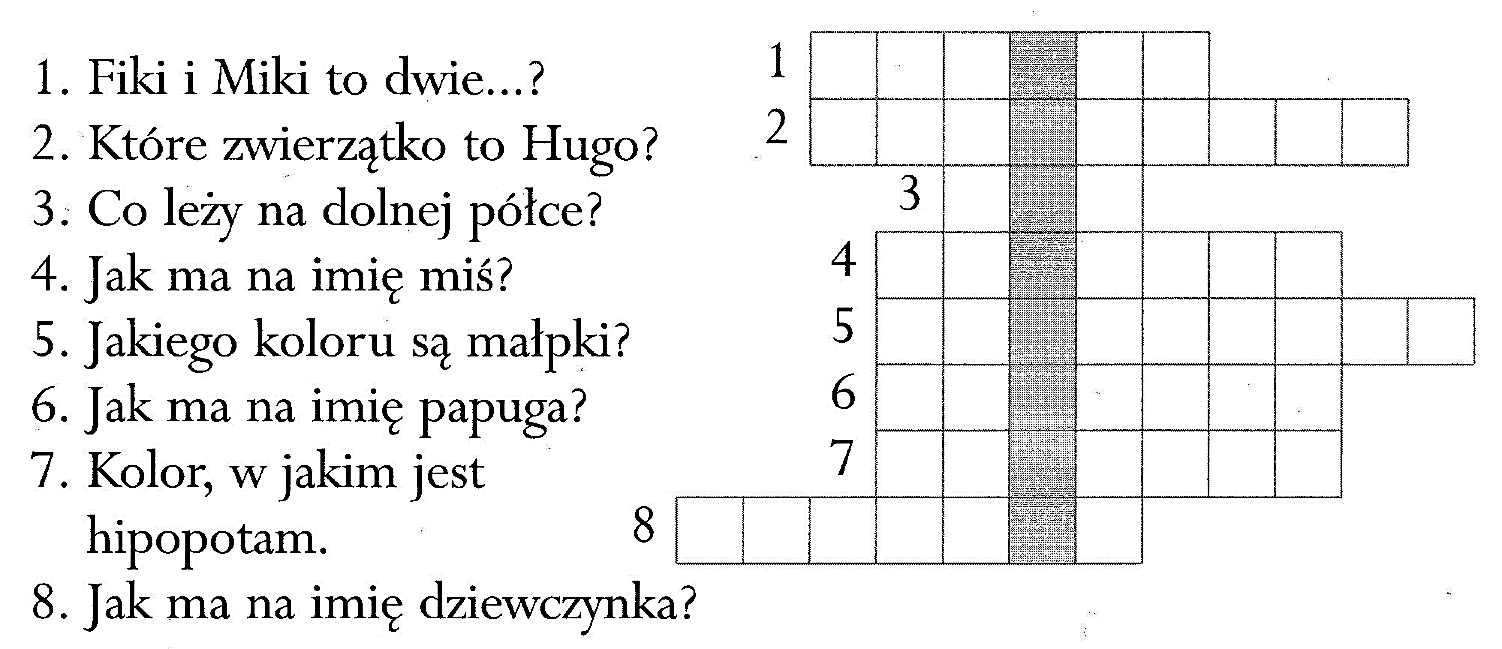 1. Fiki i Miki to dwie...?
2. Które zwierzątko to Hugo?
3. Co leży na dolnej półce?
4. Jak ma na imię miś?
5. Jakiego koloru są małpki?
6. Jak ma na imię papuga?
7. Kolor, w jakim jest
hipopotam.
8. Jak ma na imię dziewczynka?
1
2
3
4
5
6
7
8